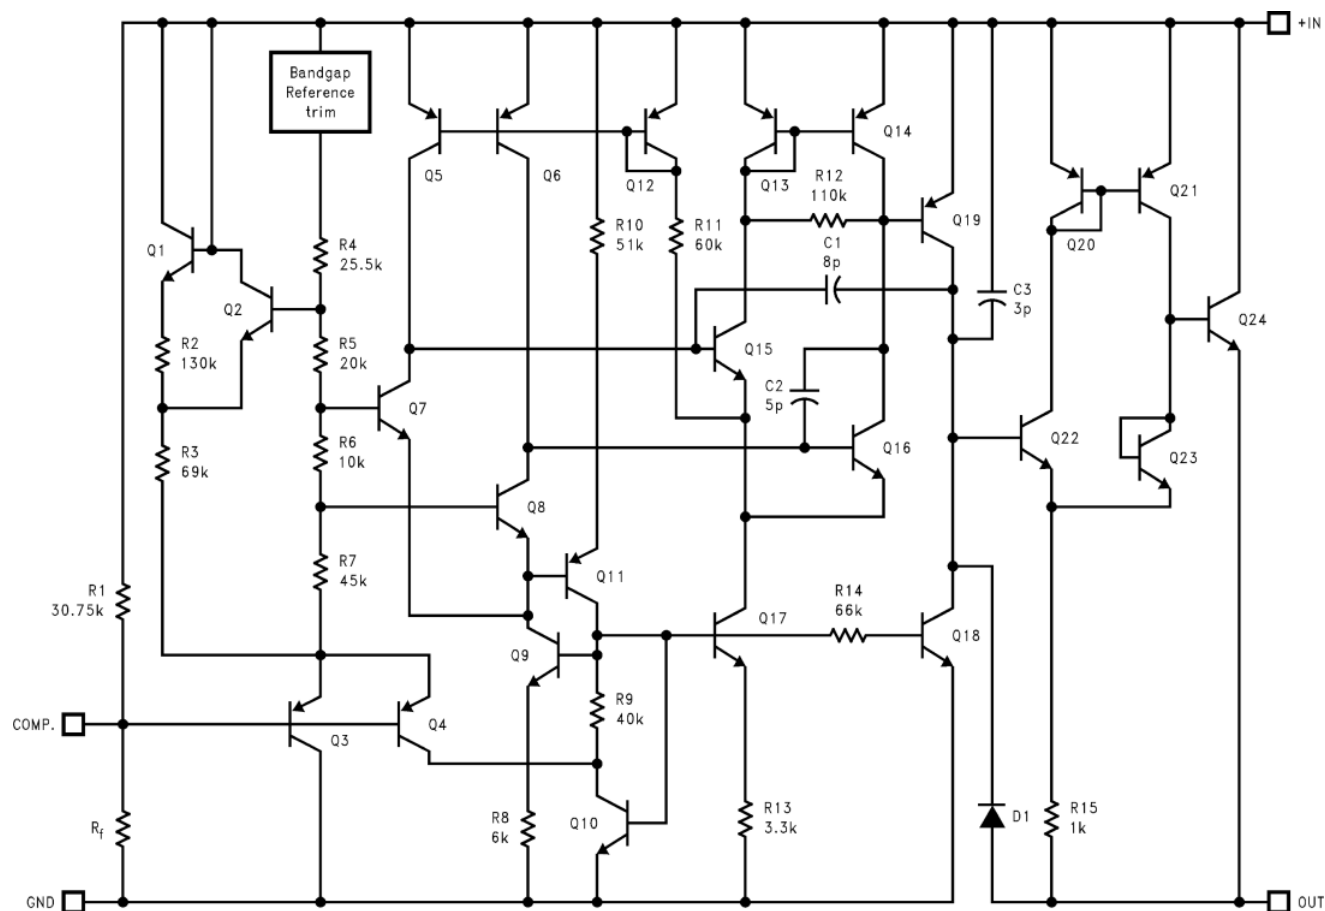 +IN
Bandgap
Reference
trim
Q5
Q6
Q12
Q13
Q14
R12
110k
Q1
Q2
R4
25.5k
R10
51k
R11
60k
C1
8p
Q19
Q20
Q21
R2
130k
R5
20k
Q15
C3
3p
Q24
Q7
C2
5p
R3
69k
R6
10k
Q16
Q22
Q23
Q8
R1
30.75k
R7
45k
Q11
Q17
R14
66k
Q18
Q9
COMP.
Q3
Q4
R9
40k
Rf
R8
6k
Q10
R13
3.3k
D1
R15
1k
GND
OUT